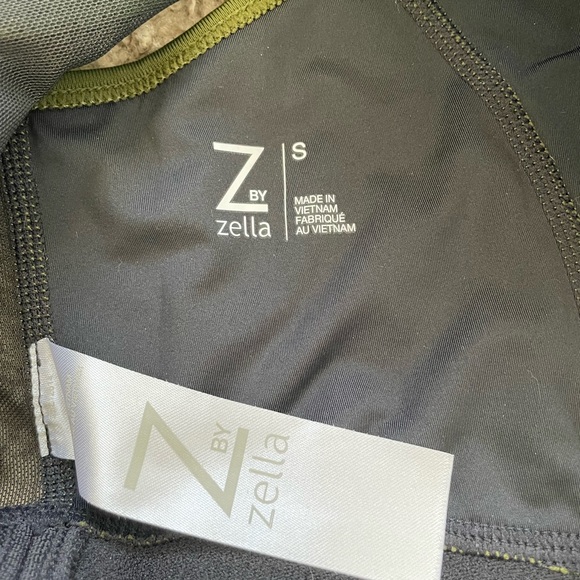 Z
BY
zella
S
MADE IN
VIETNAM
FABRIQUÉ
AU VIETNAM
Z
BY
zella